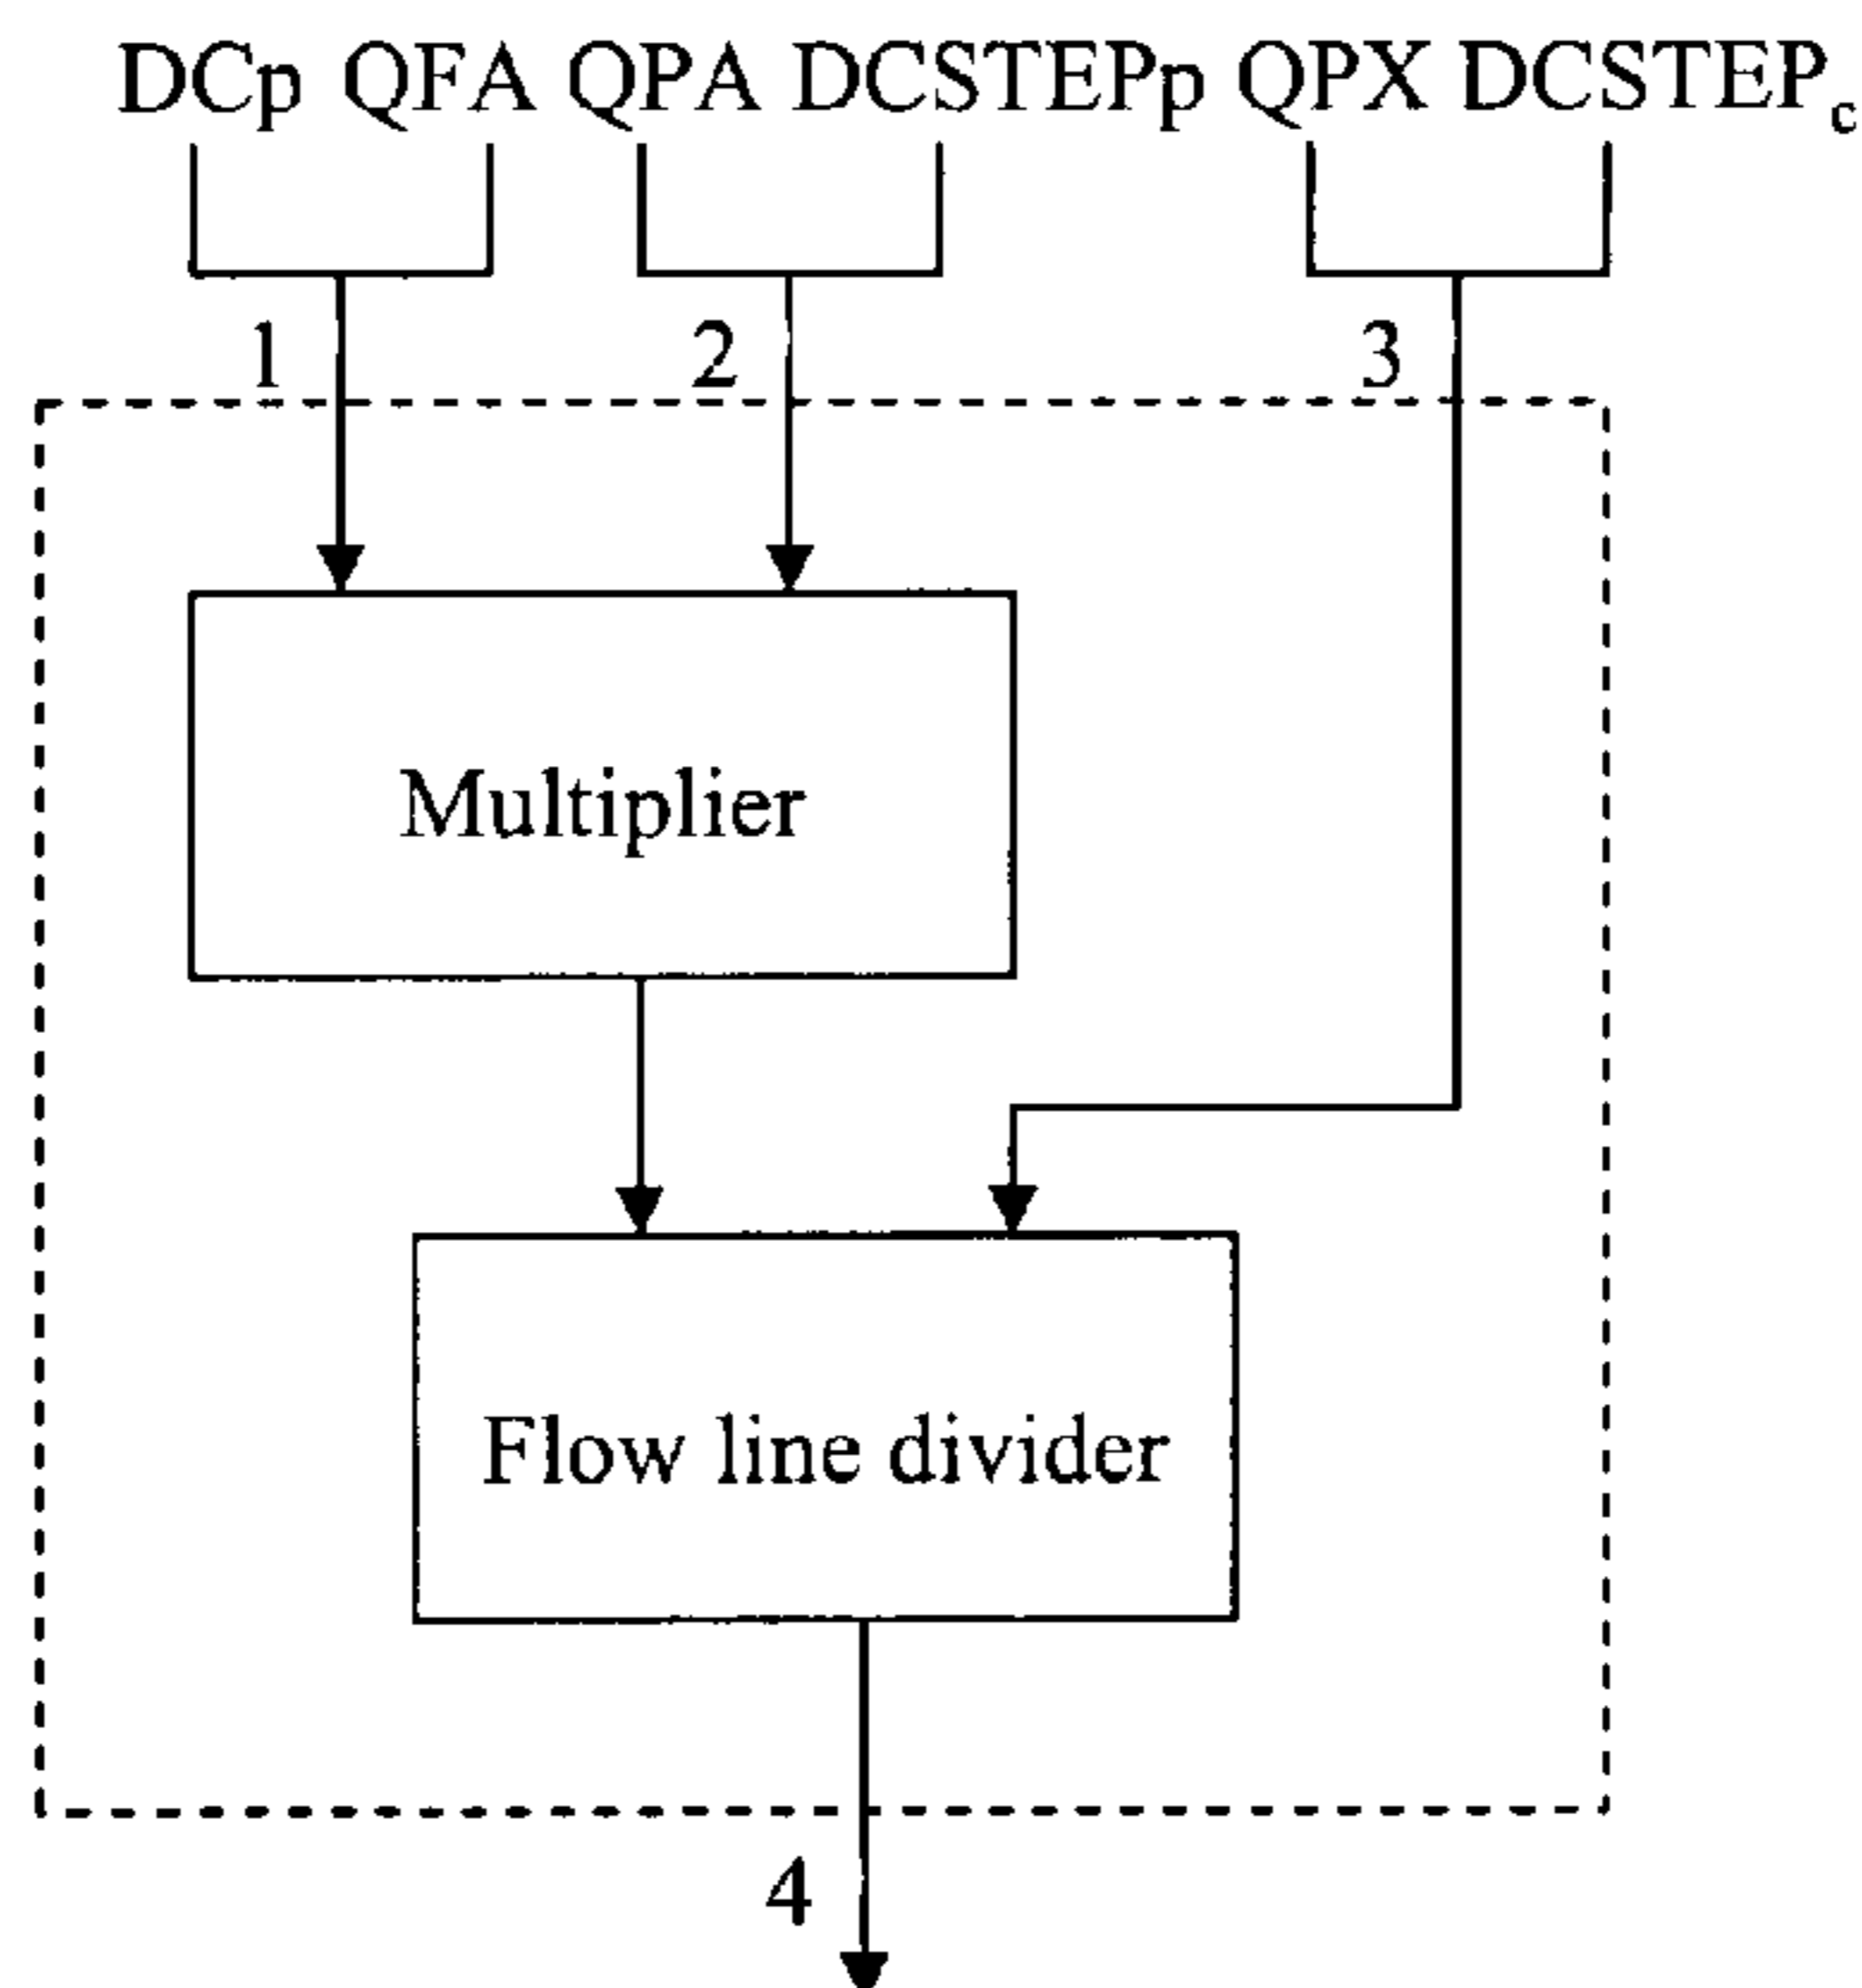 DCp QFA QPA DCSTEPp QPX DCSTEPc
1 2 3
Multiplier
Flow line divider
4